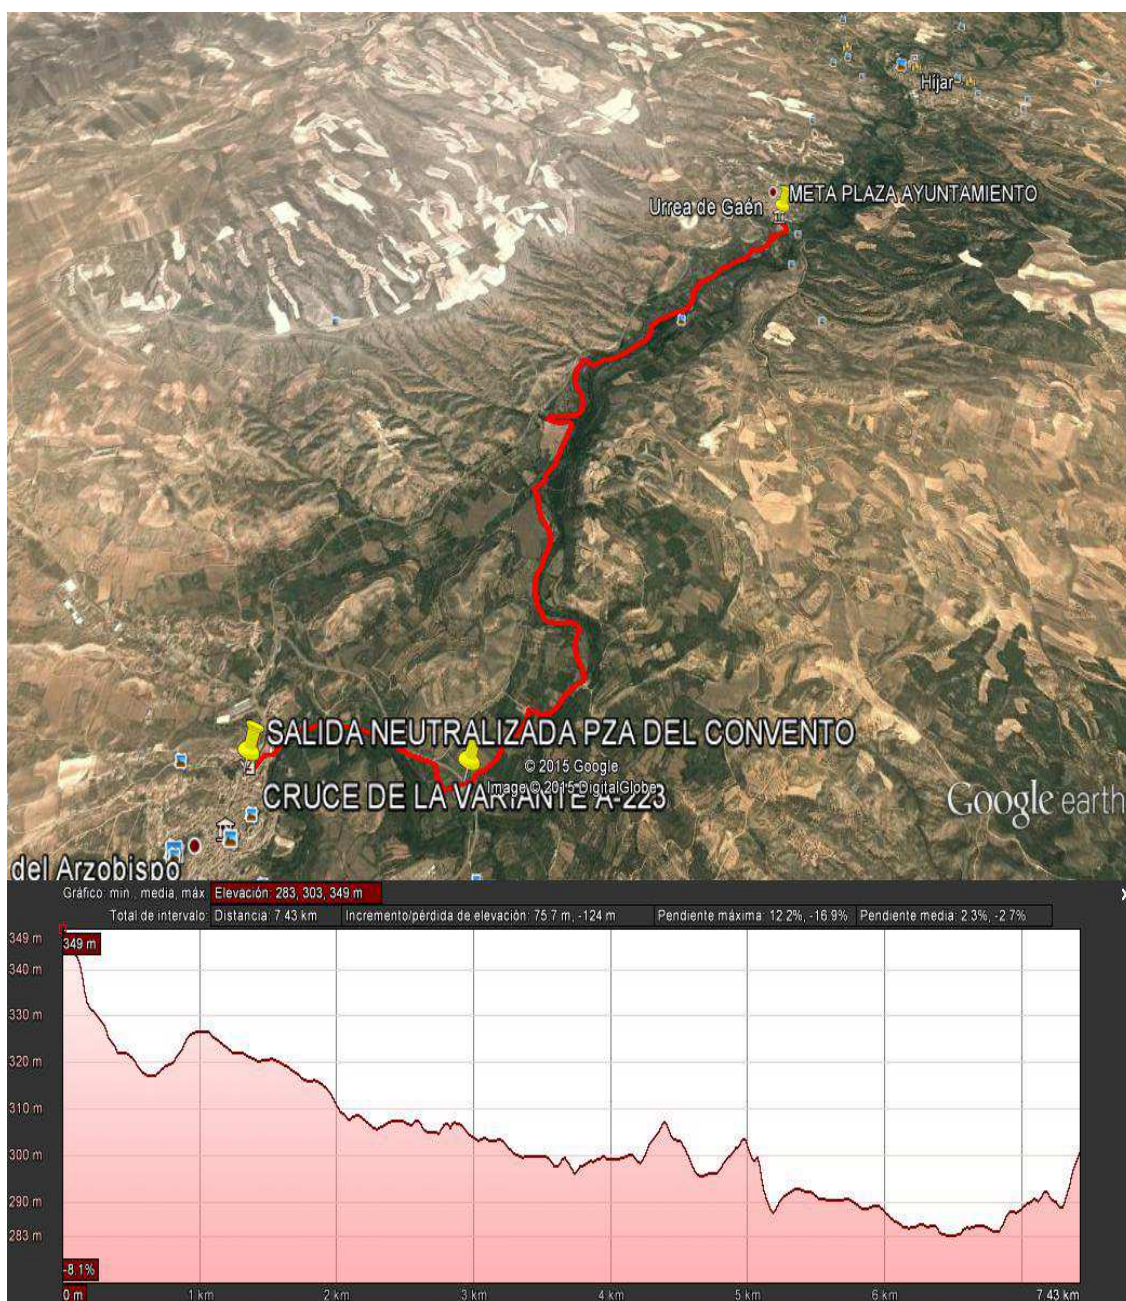 Híjar
META PLAZA AYUNTAMIENTO
Urrea de Gaén
SALIDA NEUTRALIZADA PZA DEL CONVENTO
© 2015 Google
Image © 2015 DigitalGlobe
CRUCE DE LA VARIANTE A-223
Google earth
del Arzobispo
Gráfico: mín., media, máx Elevación: 283, 303, 349 m
Total de intervalo: Distancia: 7.43 km Incremento/pérdida de elevación: 75.7 m, -124 m Pendiente máxima: 12.2%, -16.9% Pendiente media: 2.3%, -2.7%
349 m
349 m
340 m
330 m
320 m
310 m
300 m
290 m
283 m
-8.1%
0 m 1 km 2 km 3 km 4 km 5 km 6 km 7.43 km